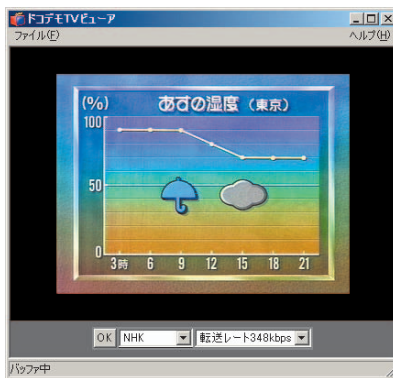 ドコデモTVビューア
ファイル(F) ヘルプ(H)
(%) あすの湿度 (東京)
100
50
0
3時 6 9 12 15 18 21
OK NHK 転送レート348kbps
バッファ中